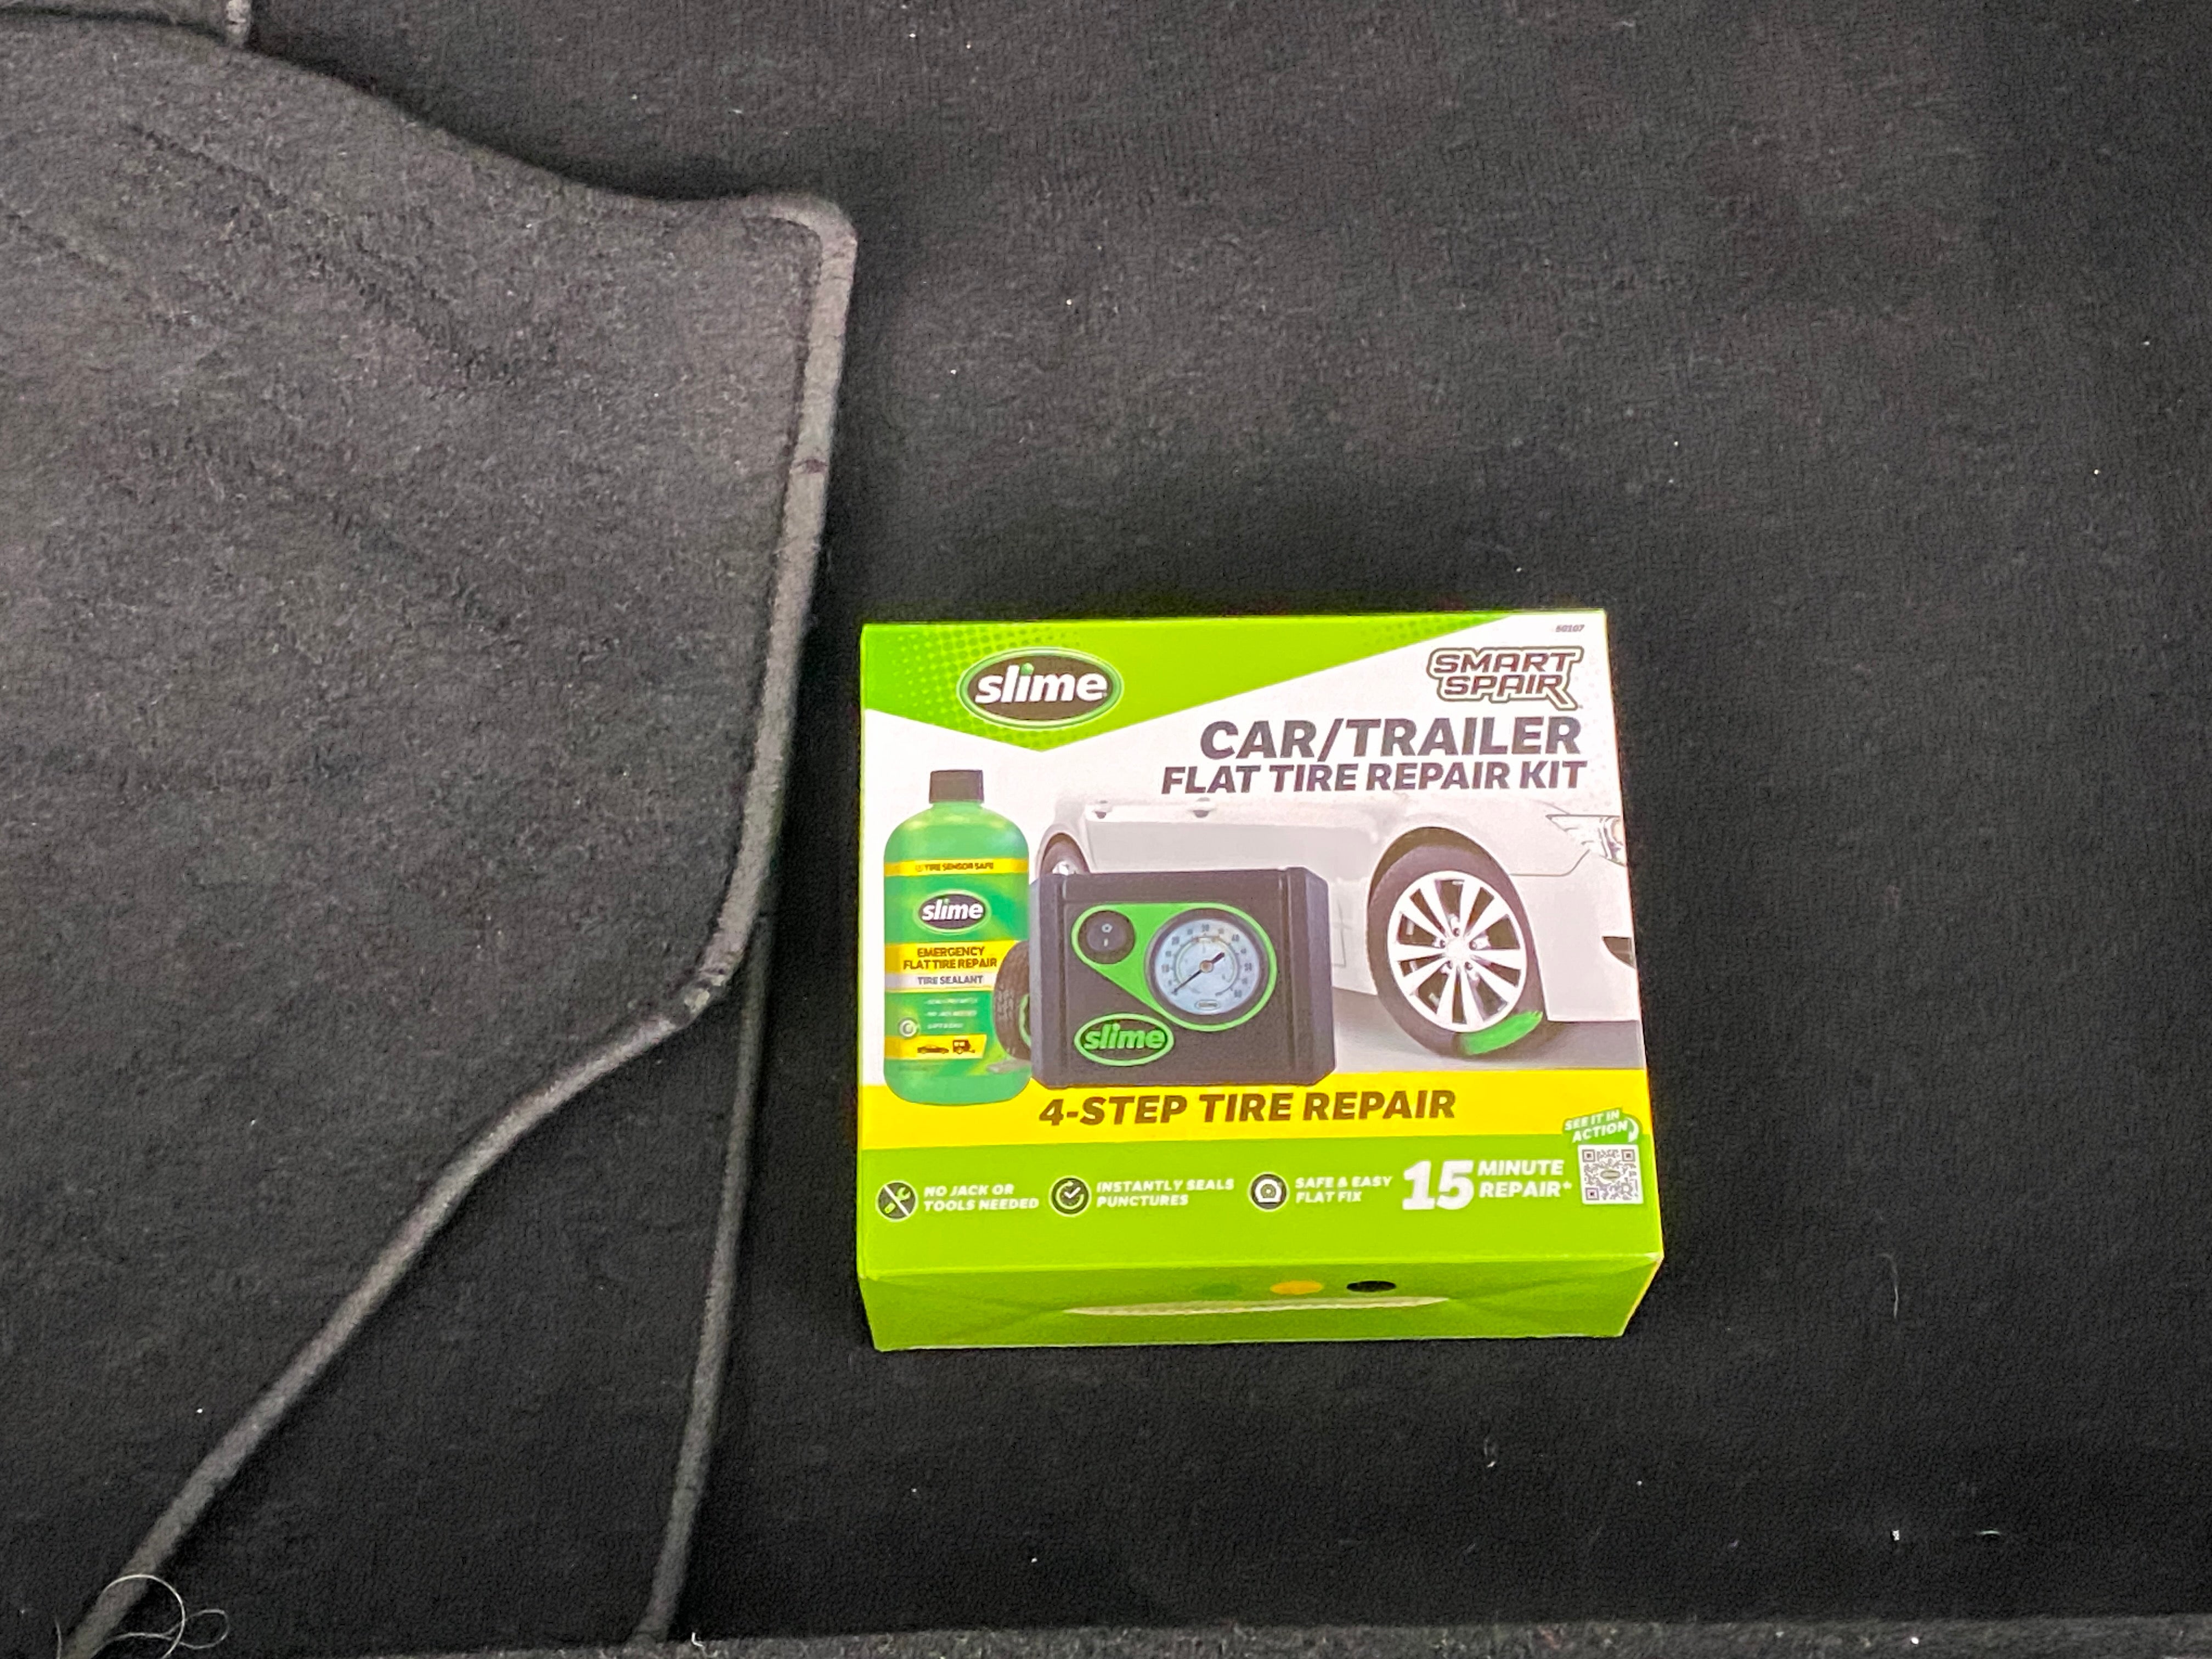 50107
slime
SMART
SPAIR
CAR/TRAILER
FLAT TIRE REPAIR KIT
TIRE SENSOR SAFE
slime
EMERGENCY
FLAT TIRE REPAIR
TIRE SEALANT
slime
4-STEP TIRE REPAIR
SEE IT IN
ACTION
NO JACK OR
TOOLS NEEDED
INSTANTLY SEALS
PUNCTURES
SAFE & EASY
FLAT FIX
15 MINUTE
REPAIR*